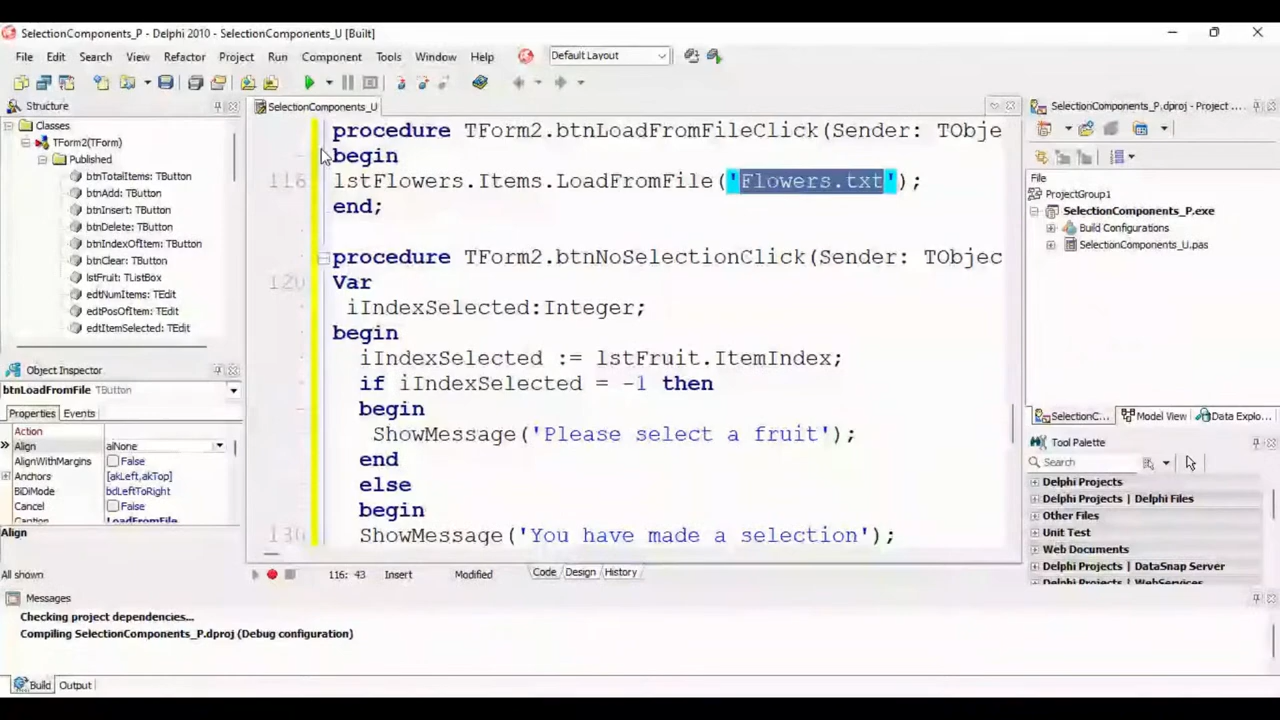 SelectionComponents_P - Delphi 2010 - SelectionComponents_U [Built]
File Edit Search View Refactor Project Run Component Tools Window Help Default Layout
Structure
Classes
TForm2(TForm)
Published
btnTotalItems: TButton
btnAdd: TButton
btnInsert: TButton
btnDelete: TButton
btnIndexOfItem: TButton
btnClear: TButton
lstFruit: TListBox
edtNumItems: TEdit
edtPosOfItem: TEdit
edtItemSelected: TEdit
Object Inspector
btnLoadFromFile TButton
Properties Events
Action
Align alNone
AlignWithMargins False
Anchors [akLeft,akTop]
BiDiMode bdLeftToRight
Cancel False
Caption LoadFromFile
Align
All shown
SelectionComponents_U
procedure TForm2.btnLoadFromFileClick(Sender: TObje
begin
116 lstFlowers.Items.LoadFromFile('Flowers.txt');
end;
procedure TForm2.btnNoSelectionClick(Sender: TObjec
120 Var
iIndexSelected:Integer;
begin
iIndexSelected := lstFruit.ItemIndex;
if iIndexSelected = -1 then
begin
ShowMessage('Please select a fruit');
end
else
begin
130 ShowMessage('You have made a selection');
116: 43 Insert Modified Code Design History
SelectionComponents_P.dproj - Project ...
File
ProjectGroup1
SelectionComponents_P.exe
Build Configurations
SelectionComponents_U.pas
SelectionC... Model View Data Explo...
Tool Palette
Search
Delphi Projects
Delphi Projects | Delphi Files
Other Files
Unit Test
Web Documents
Delphi Projects | DataSnap Server
Delphi Projects | WebServices
Messages
Checking project dependencies...
Compiling SelectionComponents_P.dproj (Debug configuration)
Build Output